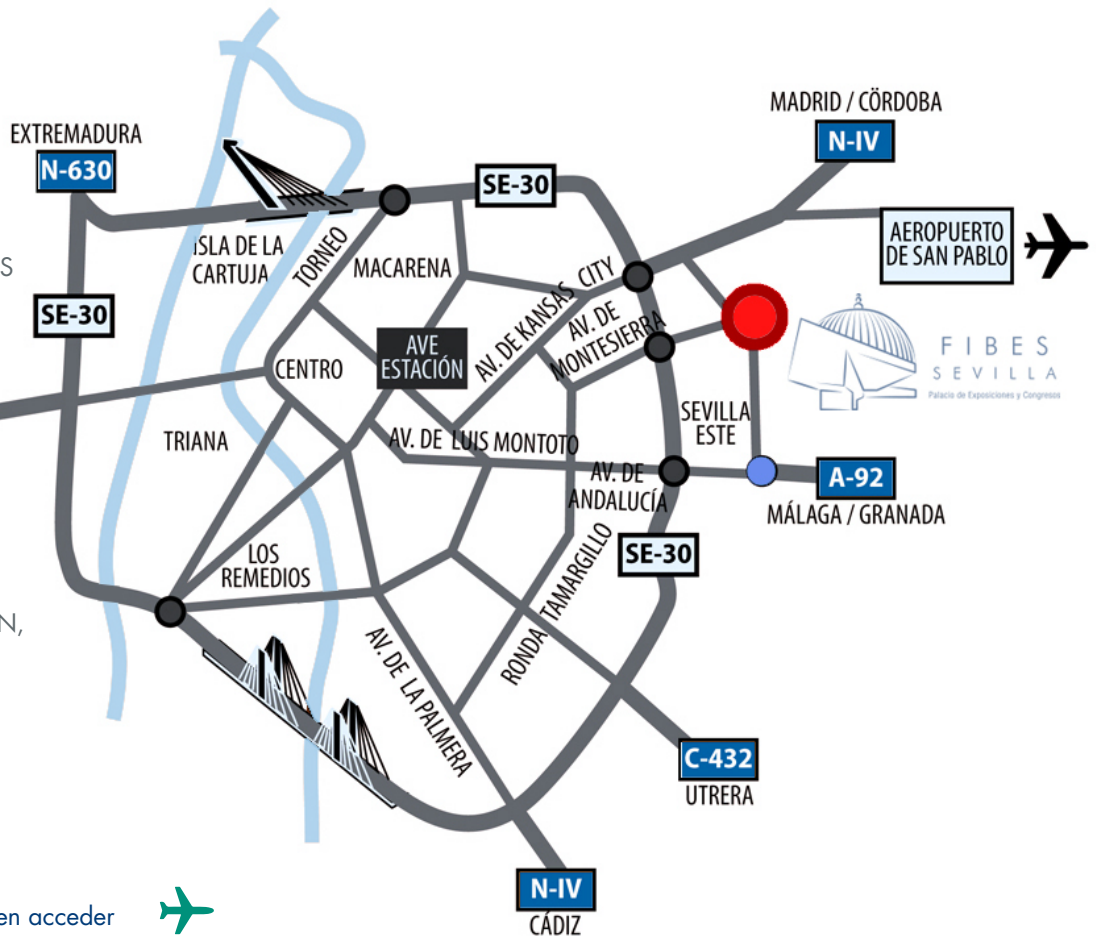 MADRID / CÖRDOBA
N-IV
EXTREMADURA
N-630
SE-30
AEROPUERTO
DE SAN PABLO
ISLA DE LA
CARTUJA
TORNEO
MACARENA
S
SE-30
AV. DE KANSAS CITY
AV. DE
MONTESIERRA
AVE
ESTACIÓN
CENTRO
FIBES
SEVILLA
Palacio de Exposiciones y Congresos
SEVILLA
ESTE
TRIANA
AV. DE LUIS MONTOTO
AV. DE
ANDALUCÍA
A-92
MÁLAGA / GRANADA
SE-30
LOS
REMEDIOS
RONDA TAMARGILLO
N,
AV. DE LA PALMERA
C-432
UTRERA
N-IV
CÁDIZ
en acceder